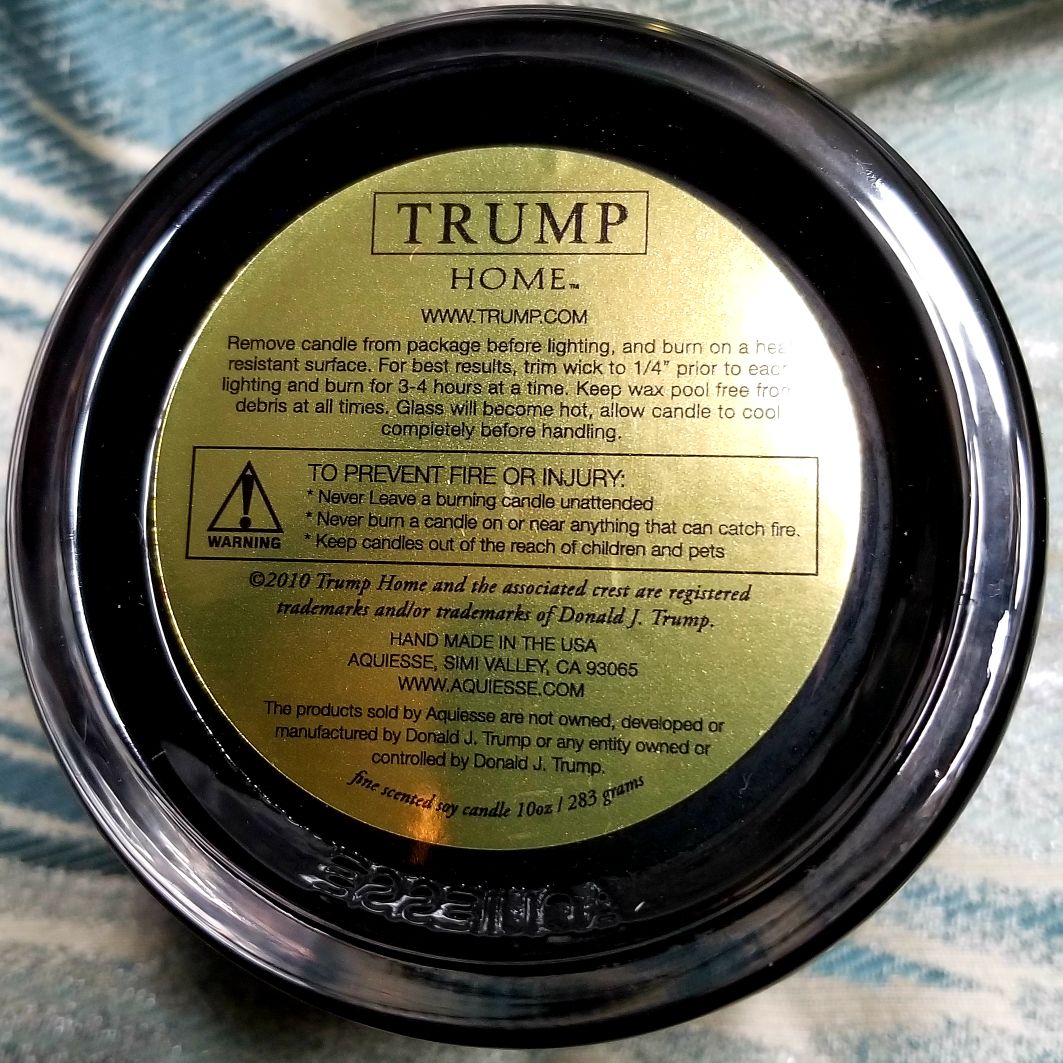 TRUMP
HOME™
WWW.TRUMP.COM
Remove candle from package before lighting, and burn on a hea
resistant surface. For best results, trim wick to 1/4" prior to eac
lighting and burn for 3-4 hours at a time. Keep wax pool free fro
debris at all times. Glass will become hot, allow candle to cool
completely before handling.
TO PREVENT FIRE OR INJURY:
* Never Leave a burning candle unattended
* Never burn a candle on or near anything that can catch fire.
* Keep candles out of the reach of children and pets
WARNING
©2010 Trump Home and the associated crest are registered
trademarks and/or trademarks of Donald J. Trump.
HAND MADE IN THE USA
AQUIESSE, SIMI VALLEY, CA 93065
WWW.AQUIESSE.COM
The products sold by Aquiesse are not owned, developed or
manufactured by Donald J. Trump or any entity owned or
controlled by Donald J. Trump.
fine scented soy candle 10oz / 283 grams
AQUIESSE